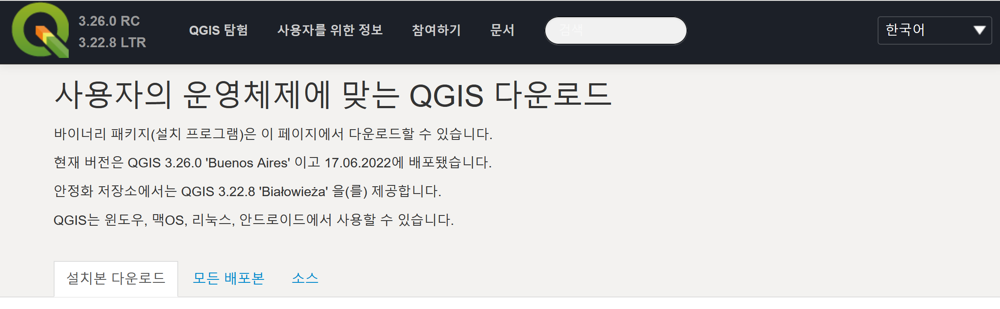 3.26.0 RC
3.22.8 LTR
QGIS 탐험 사용자를 위한 정보 참여하기 문서 검색 한국어
사용자의 운영체제에 맞는 QGIS 다운로드
바이너리 패키지(설치 프로그램)은 이 페이지에서 다운로드할 수 있습니다.
현재 버전은 QGIS 3.26.0 'Buenos Aires' 이고 17.06.2022에 배포됐습니다.
안정화 저장소에서는 QGIS 3.22.8 'Białowieża' 을(를) 제공합니다.
QGIS는 윈도우, 맥OS, 리눅스, 안드로이드에서 사용할 수 있습니다.
설치본 다운로드 모든 배포본 소스